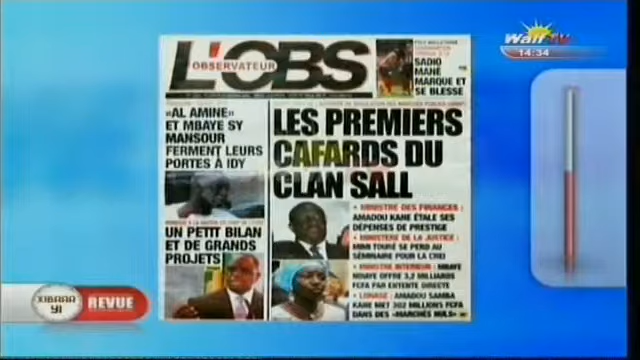 Walf TV
14:34
L'OBS
L'OBSERVATEUR
SADIO
MANÉ
MARQUE ET
SE BLESSE
«AL AMINE»
ET MBAYE SY
MANSOUR
FERMENT LEURS
PORTES À IDY
LES PREMIERS
CAFARDS DU
CLAN SALL
UN PETIT BILAN
ET DE GRANDS
PROJETS
• MINISTRE DES FINANCES :
AMADOU KANE ÉTALE SES
DÉPENSES DE PRESTIGE
• MINISTÈRE DE LA JUSTICE :
MIMI TOURÉ SE PERD AU
SÉMINAIRE POUR LA CREI
• MINISTRE INTÉRIEUR : MBAYE
NDIAYE OFFRE 3,2 MILLIARDS
FCFA PAR ENTENTE DIRECTE
• LONASE : AMADOU SAMBA
KANE MET 302 MILLIONS FCFA
DANS DES «MARCHÉS NULS»
XIBAAR
YI
REVUE